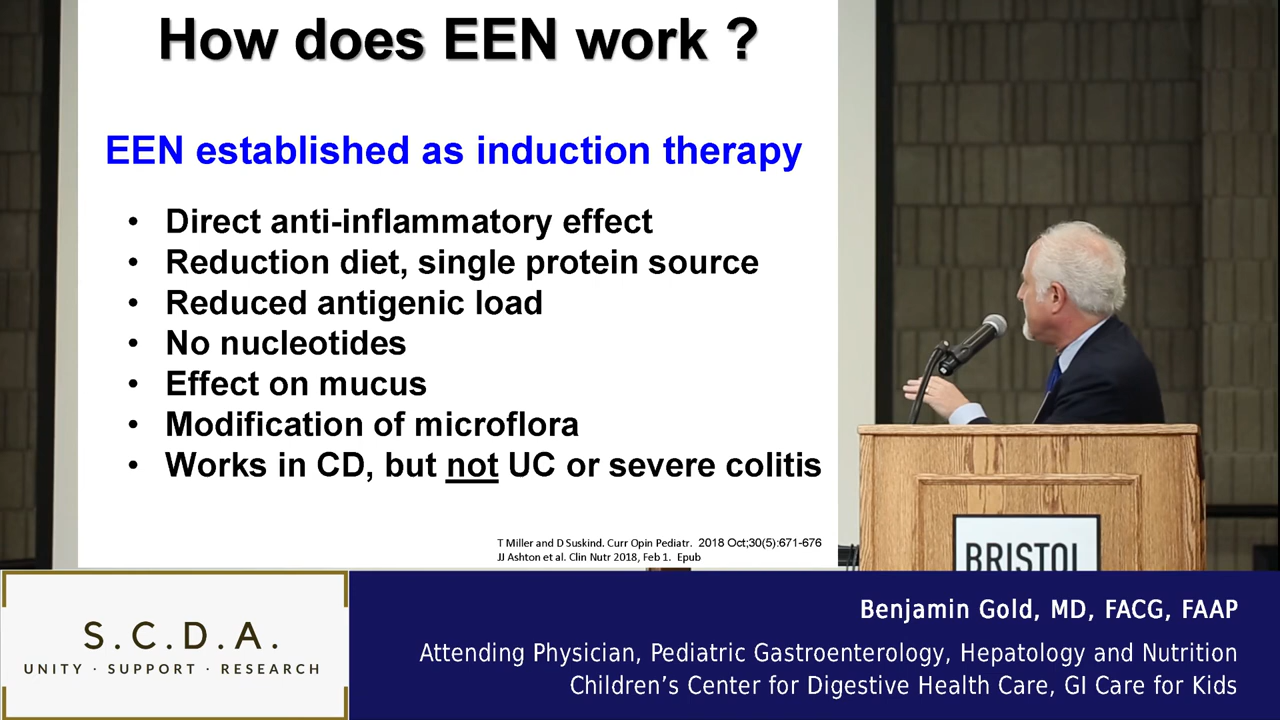 How does EEN work ?
EEN established as induction therapy
• Direct anti-inflammatory effect
• Reduction diet, single protein source
• Reduced antigenic load
• No nucleotides
• Effect on mucus
• Modification of microflora
• Works in CD, but not UC or severe colitis
T Miller and D Suskind. Curr Opin Pediatr. 2018 Oct;30(5):671-676
JJ Ashton et al. Clin Nutr 2018, Feb 1. Epub
BRISTOL
S.C.D.A.
UNITY · SUPPORT · RESEARCH
Benjamin Gold, MD, FACG, FAAP
Attending Physician, Pediatric Gastroenterology, Hepatology and Nutrition
Children’s Center for Digestive Health Care, GI Care for Kids